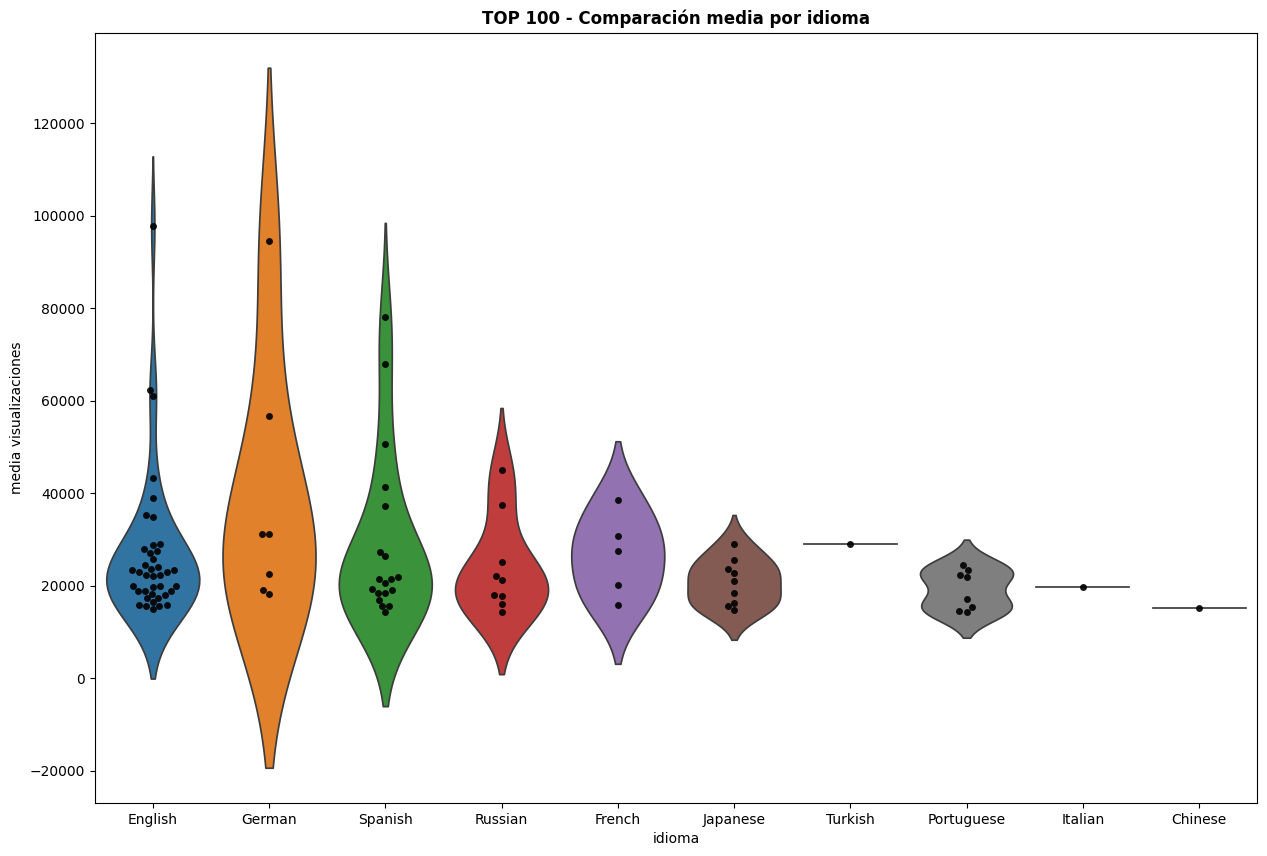 TOP 100 - Comparación media por idioma
media visualizaciones
120000
100000
80000
60000
40000
20000
0
−20000
English German Spanish Russian French Japanese Turkish Portuguese Italian Chinese
idioma